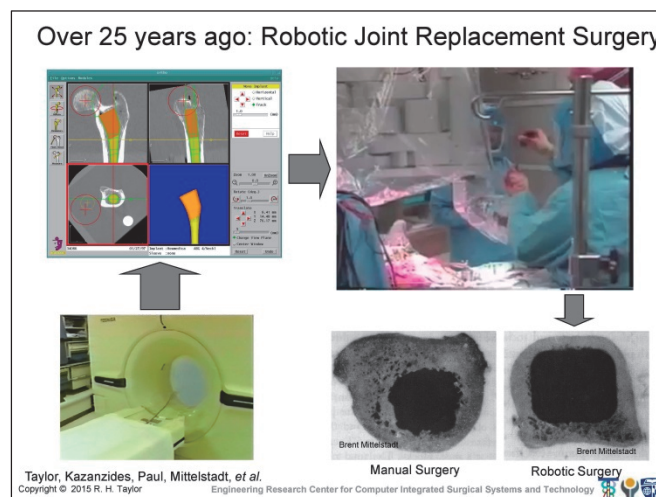 Over 25 years ago: Robotic Joint Replacement Surgery
Brent Mittelstadt
Brent Mittelstadt
Manual Surgery
Robotic Surgery
Taylor, Kazanzides, Paul, Mittelstadt, et al.
Copyright © 2015 R. H. Taylor
Engineering Research Center for Computer Integrated Surgical Systems and Technology